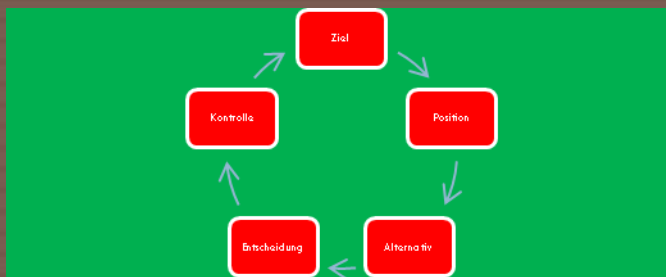 Ziel
Position
Alternativ
Entscheidung
Kontrolle